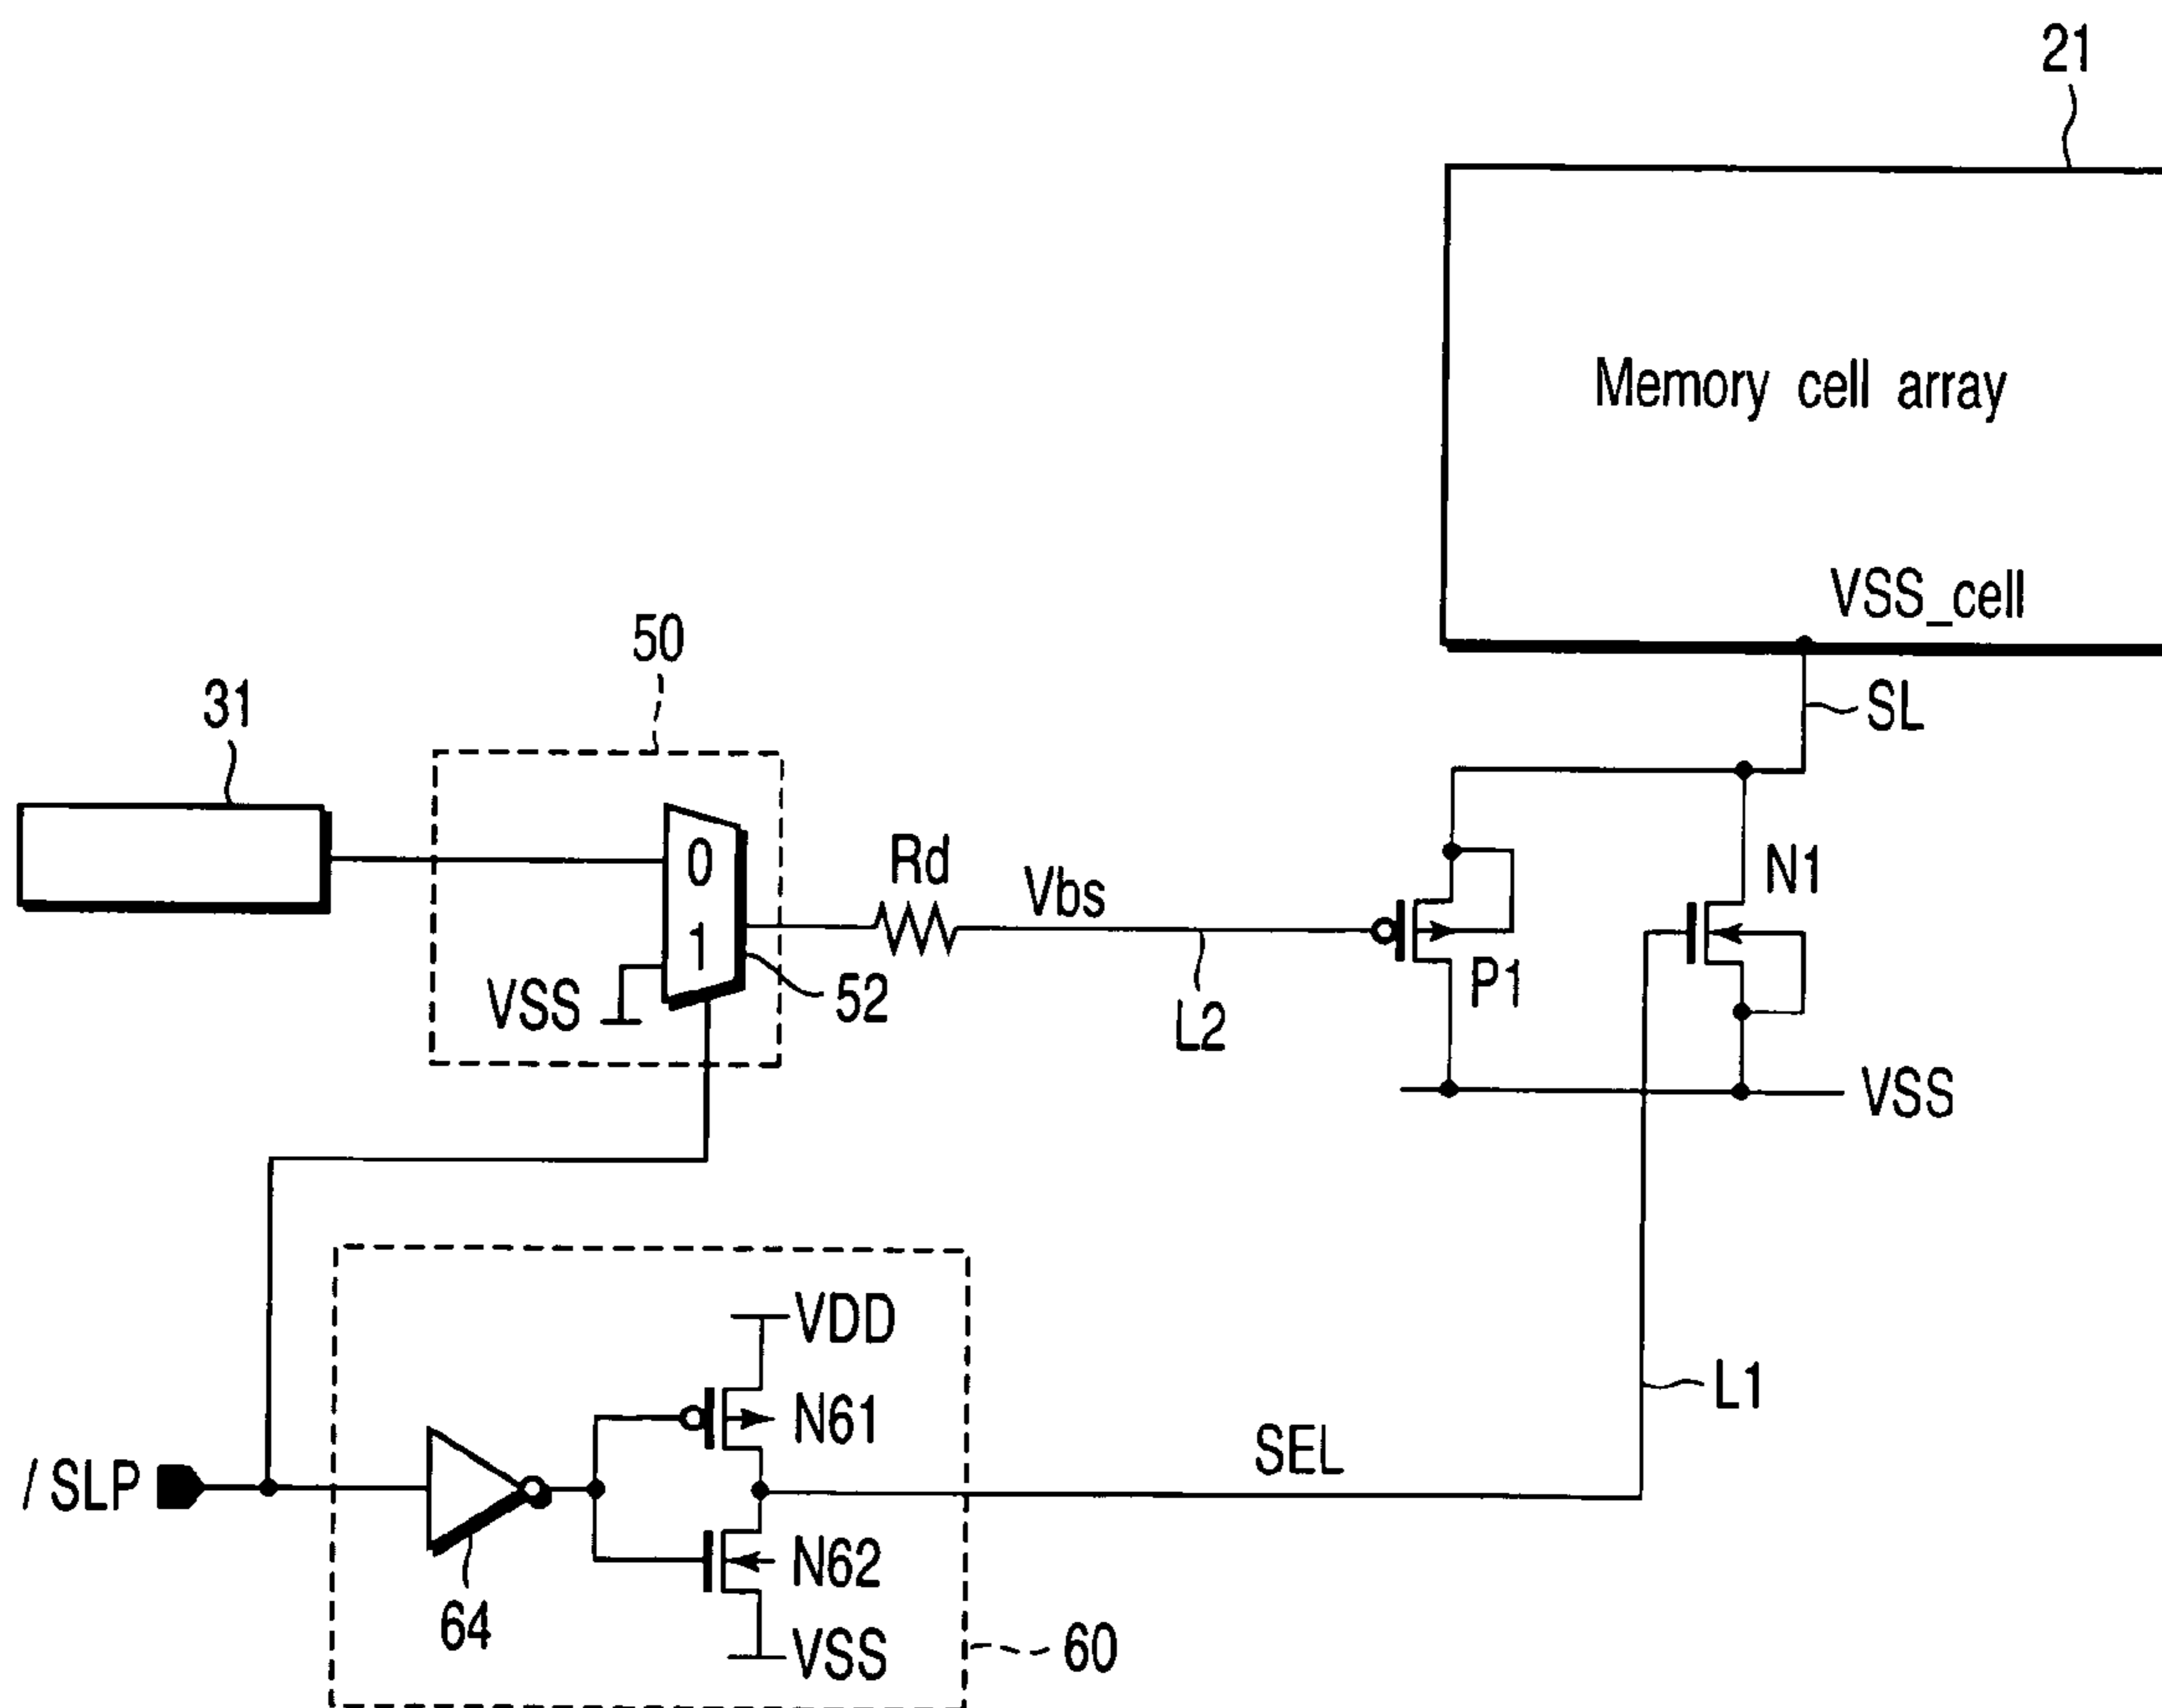 21
Memory cell array
VSS_cell
50
31
SL
0
Rd
Vbs
N1
1
VSS
52
P1
L2
VSS
VDD
N61
L1
SEL
/SLP
N62
64
VSS
60